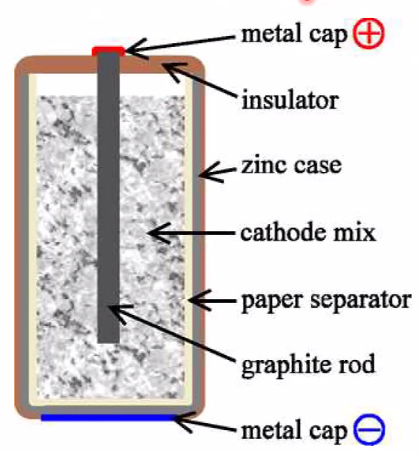 metal cap ⊕
insulator
zinc case
cathode mix
paper separator
graphite rod
metal cap ⊖